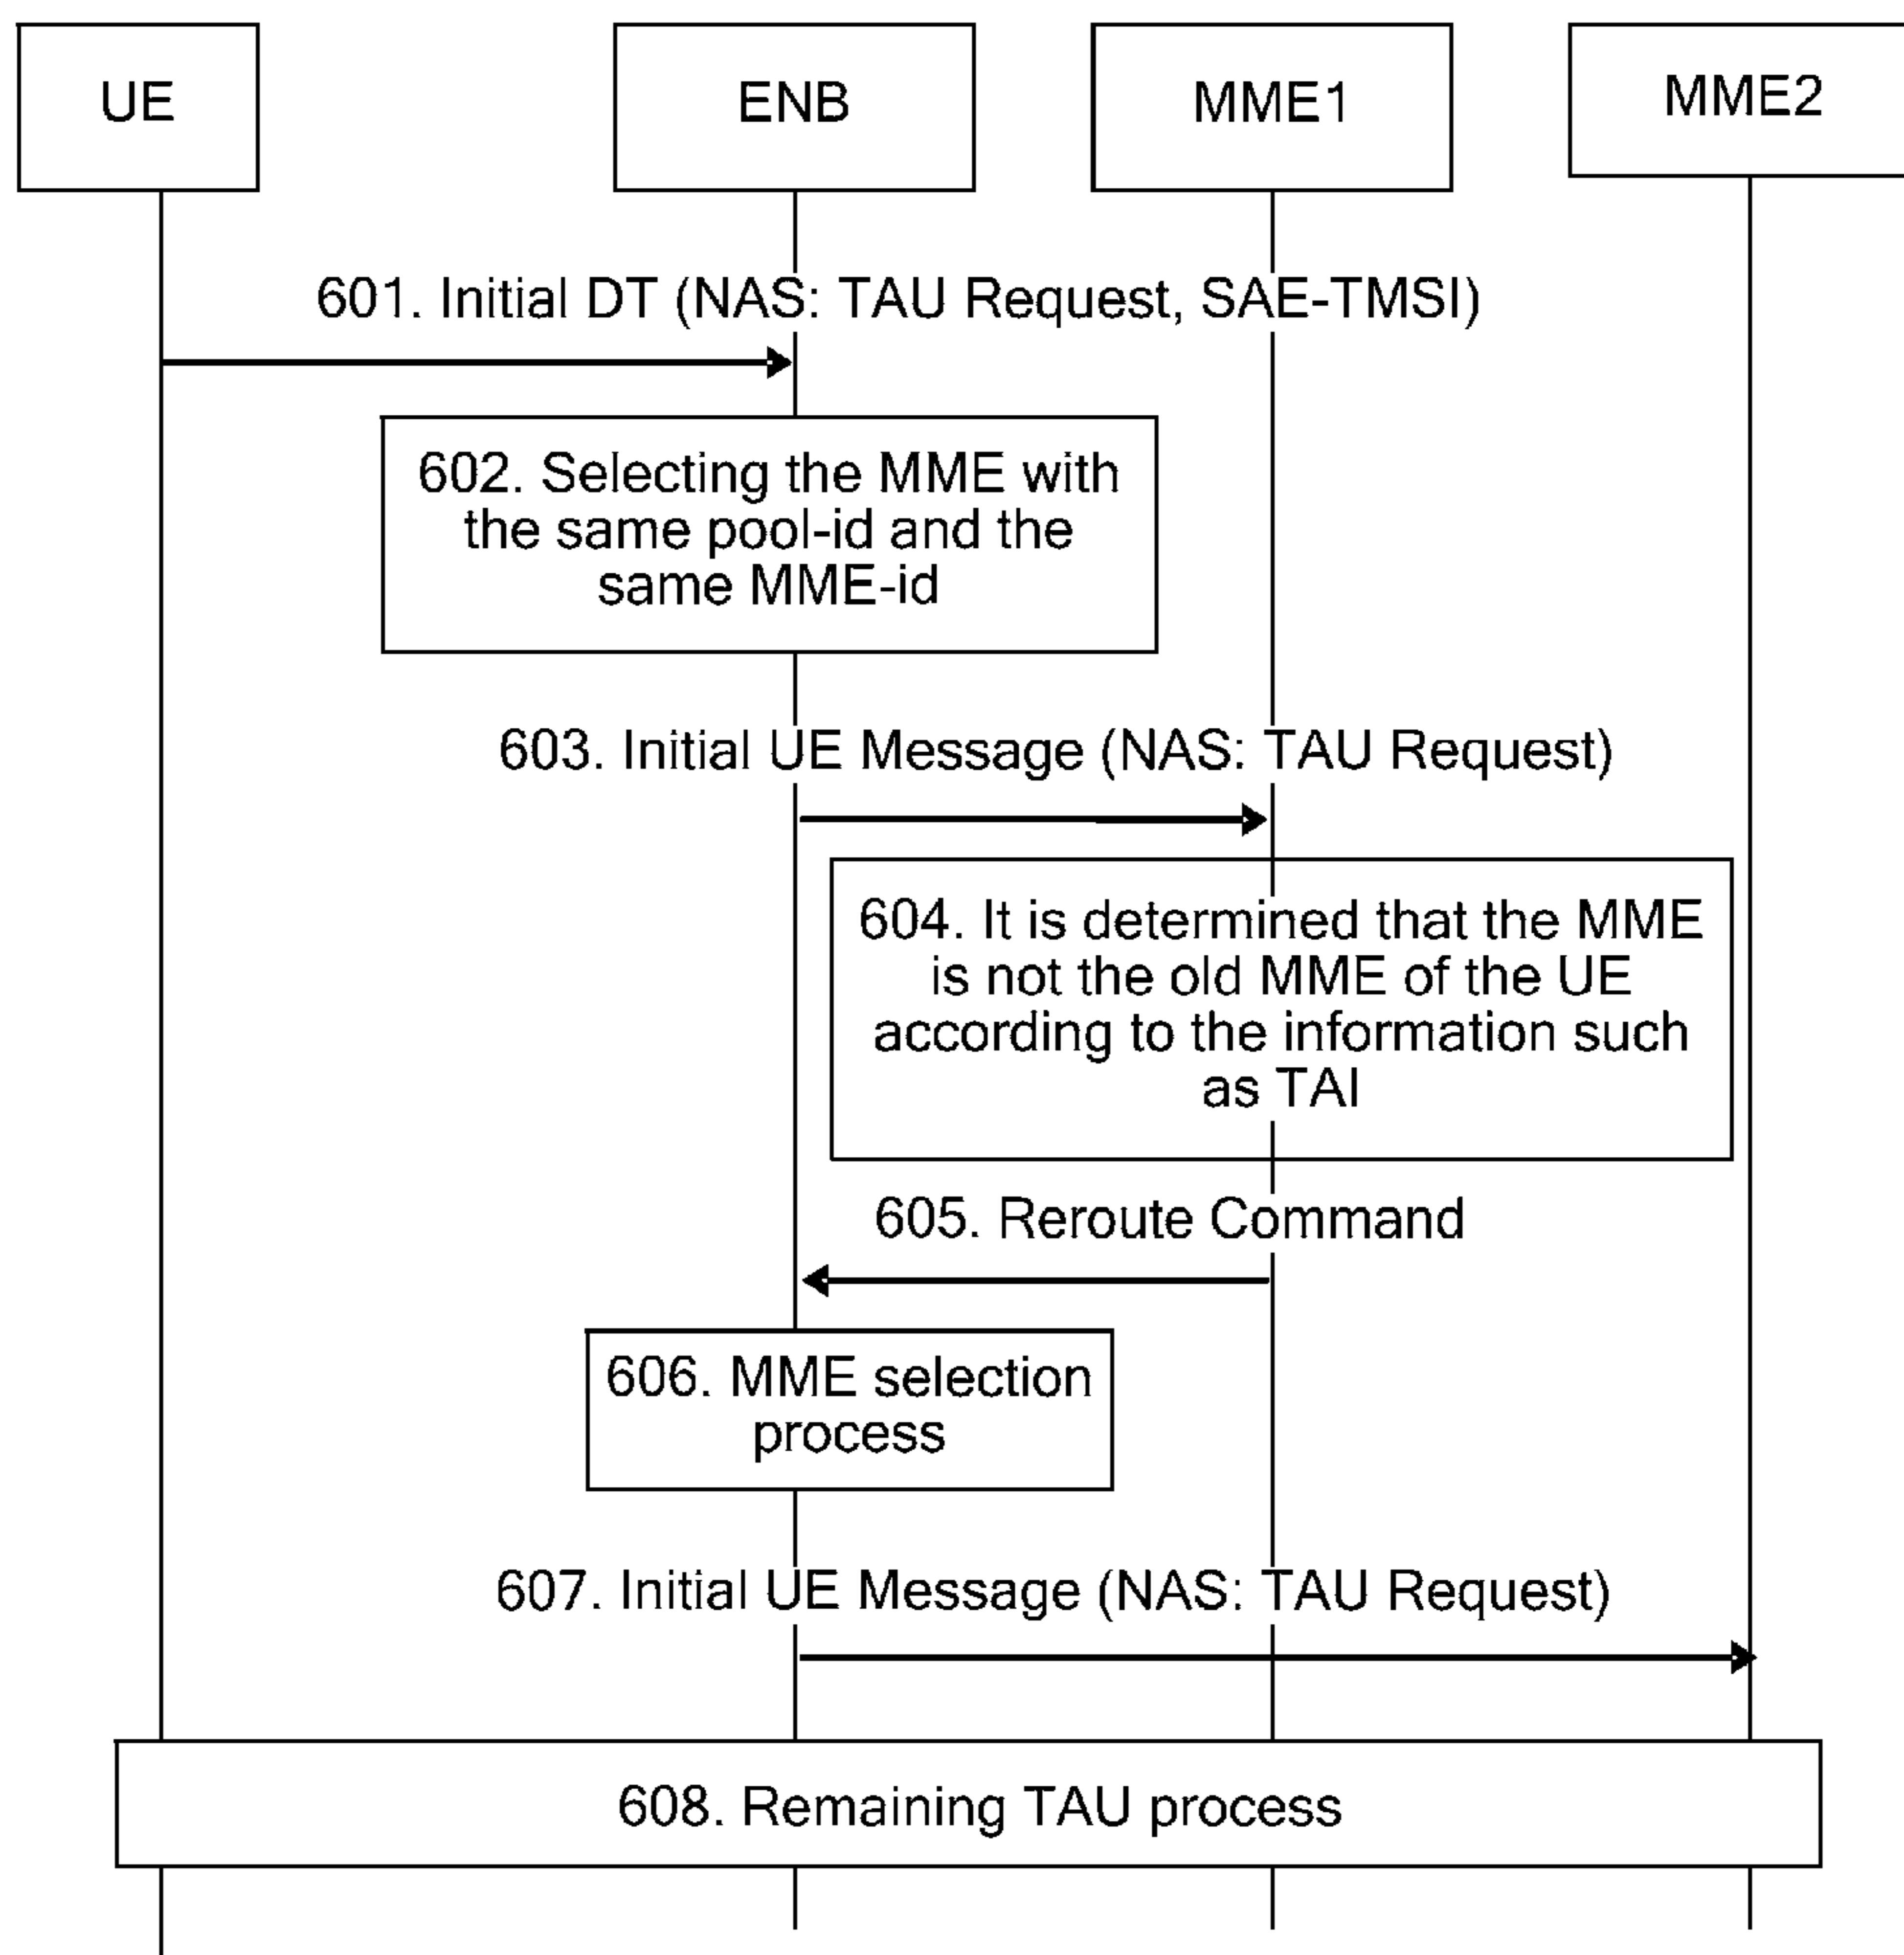 UE
ENB
MME1
MME2
601. Initial DT (NAS: TAU Request, SAE-TMSI)
602. Selecting the MME with
the same pool-id and the
same MME-id
603. Initial UE Message (NAS: TAU Request)
604. It is determined that the MME
is not the old MME of the UE
according to the information such
as TAI
605. Reroute Command
606. MME selection
process
607. Initial UE Message (NAS: TAU Request)
608. Remaining TAU process